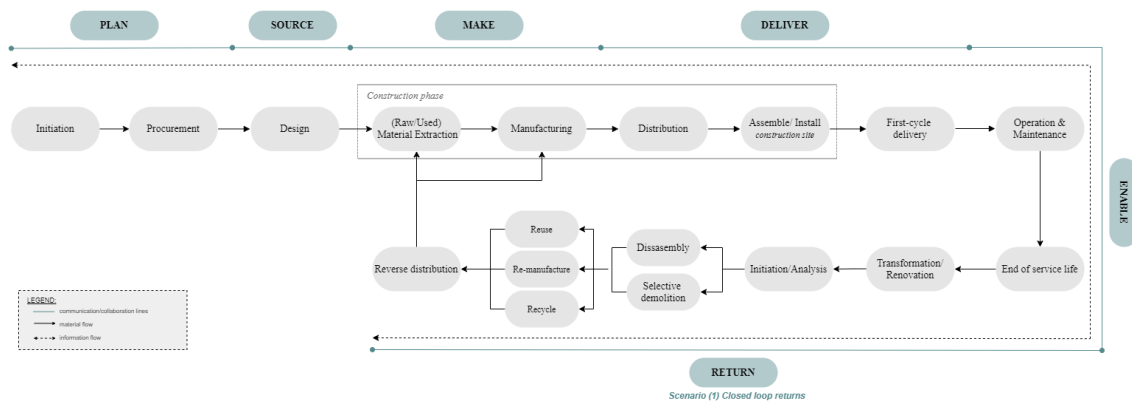 PLAN
SOURCE
MAKE
DELIVER
Construction phase
Initiation
Procurement
Design
(Raw/Used)
Material Extraction
Manufacturing
Distribution
Assemble/ Install
construction site
First-cycle
delivery
Operation &
Maintenance
ENABLE
Reverse distribution
Reuse
Re-manufacture
Recycle
Dissasembly
Selective
demolition
Initiation/Analysis
Transformation/
Renovation
End of service life
LEGEND:
communication/collaboration lines
material flow
information flow
RETURN
Scenario (1) Closed loop returns